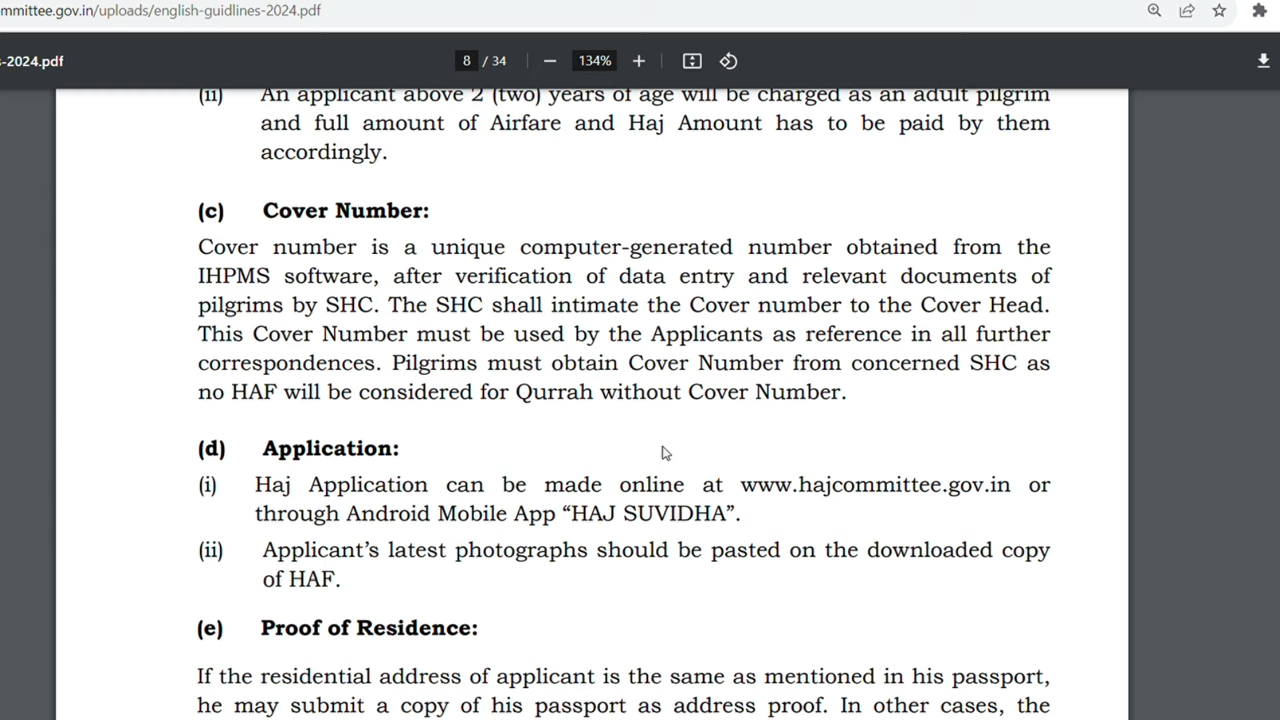 mmittee.gov.in/uploads/english-guidlines-2024.pdf
-2024.pdf
8 / 34
134%
(ii) An applicant above 2 (two) years of age will be charged as an adult pilgrim
and full amount of Airfare and Haj Amount has to be paid by them
accordingly.
(c) Cover Number:
Cover number is a unique computer-generated number obtained from the
IHPMS software, after verification of data entry and relevant documents of
pilgrims by SHC. The SHC shall intimate the Cover number to the Cover Head.
This Cover Number must be used by the Applicants as reference in all further
correspondences. Pilgrims must obtain Cover Number from concerned SHC as
no HAF will be considered for Qurrah without Cover Number.
(d) Application:
(i) Haj Application can be made online at www.hajcommittee.gov.in or
through Android Mobile App “HAJ SUVIDHA”.
(ii) Applicant’s latest photographs should be pasted on the downloaded copy
of HAF.
(e) Proof of Residence:
If the residential address of applicant is the same as mentioned in his passport,
he may submit a copy of his passport as address proof. In other cases, the